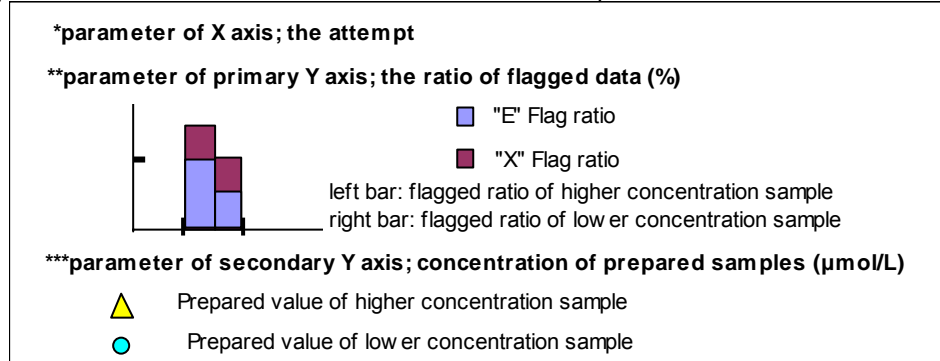 *parameter of X axis; the attempt
**parameter of primary Y axis; the ratio of flagged data (%)
"E" Flag ratio
"X" Flag ratio
left bar: flagged ratio of higher concentration sample
right bar: flagged ratio of lower concentration sample
***parameter of secondary Y axis; concentration of prepared samples (µmol/L)
Prepared value of higher concentration sample
Prepared value of lower concentration sample